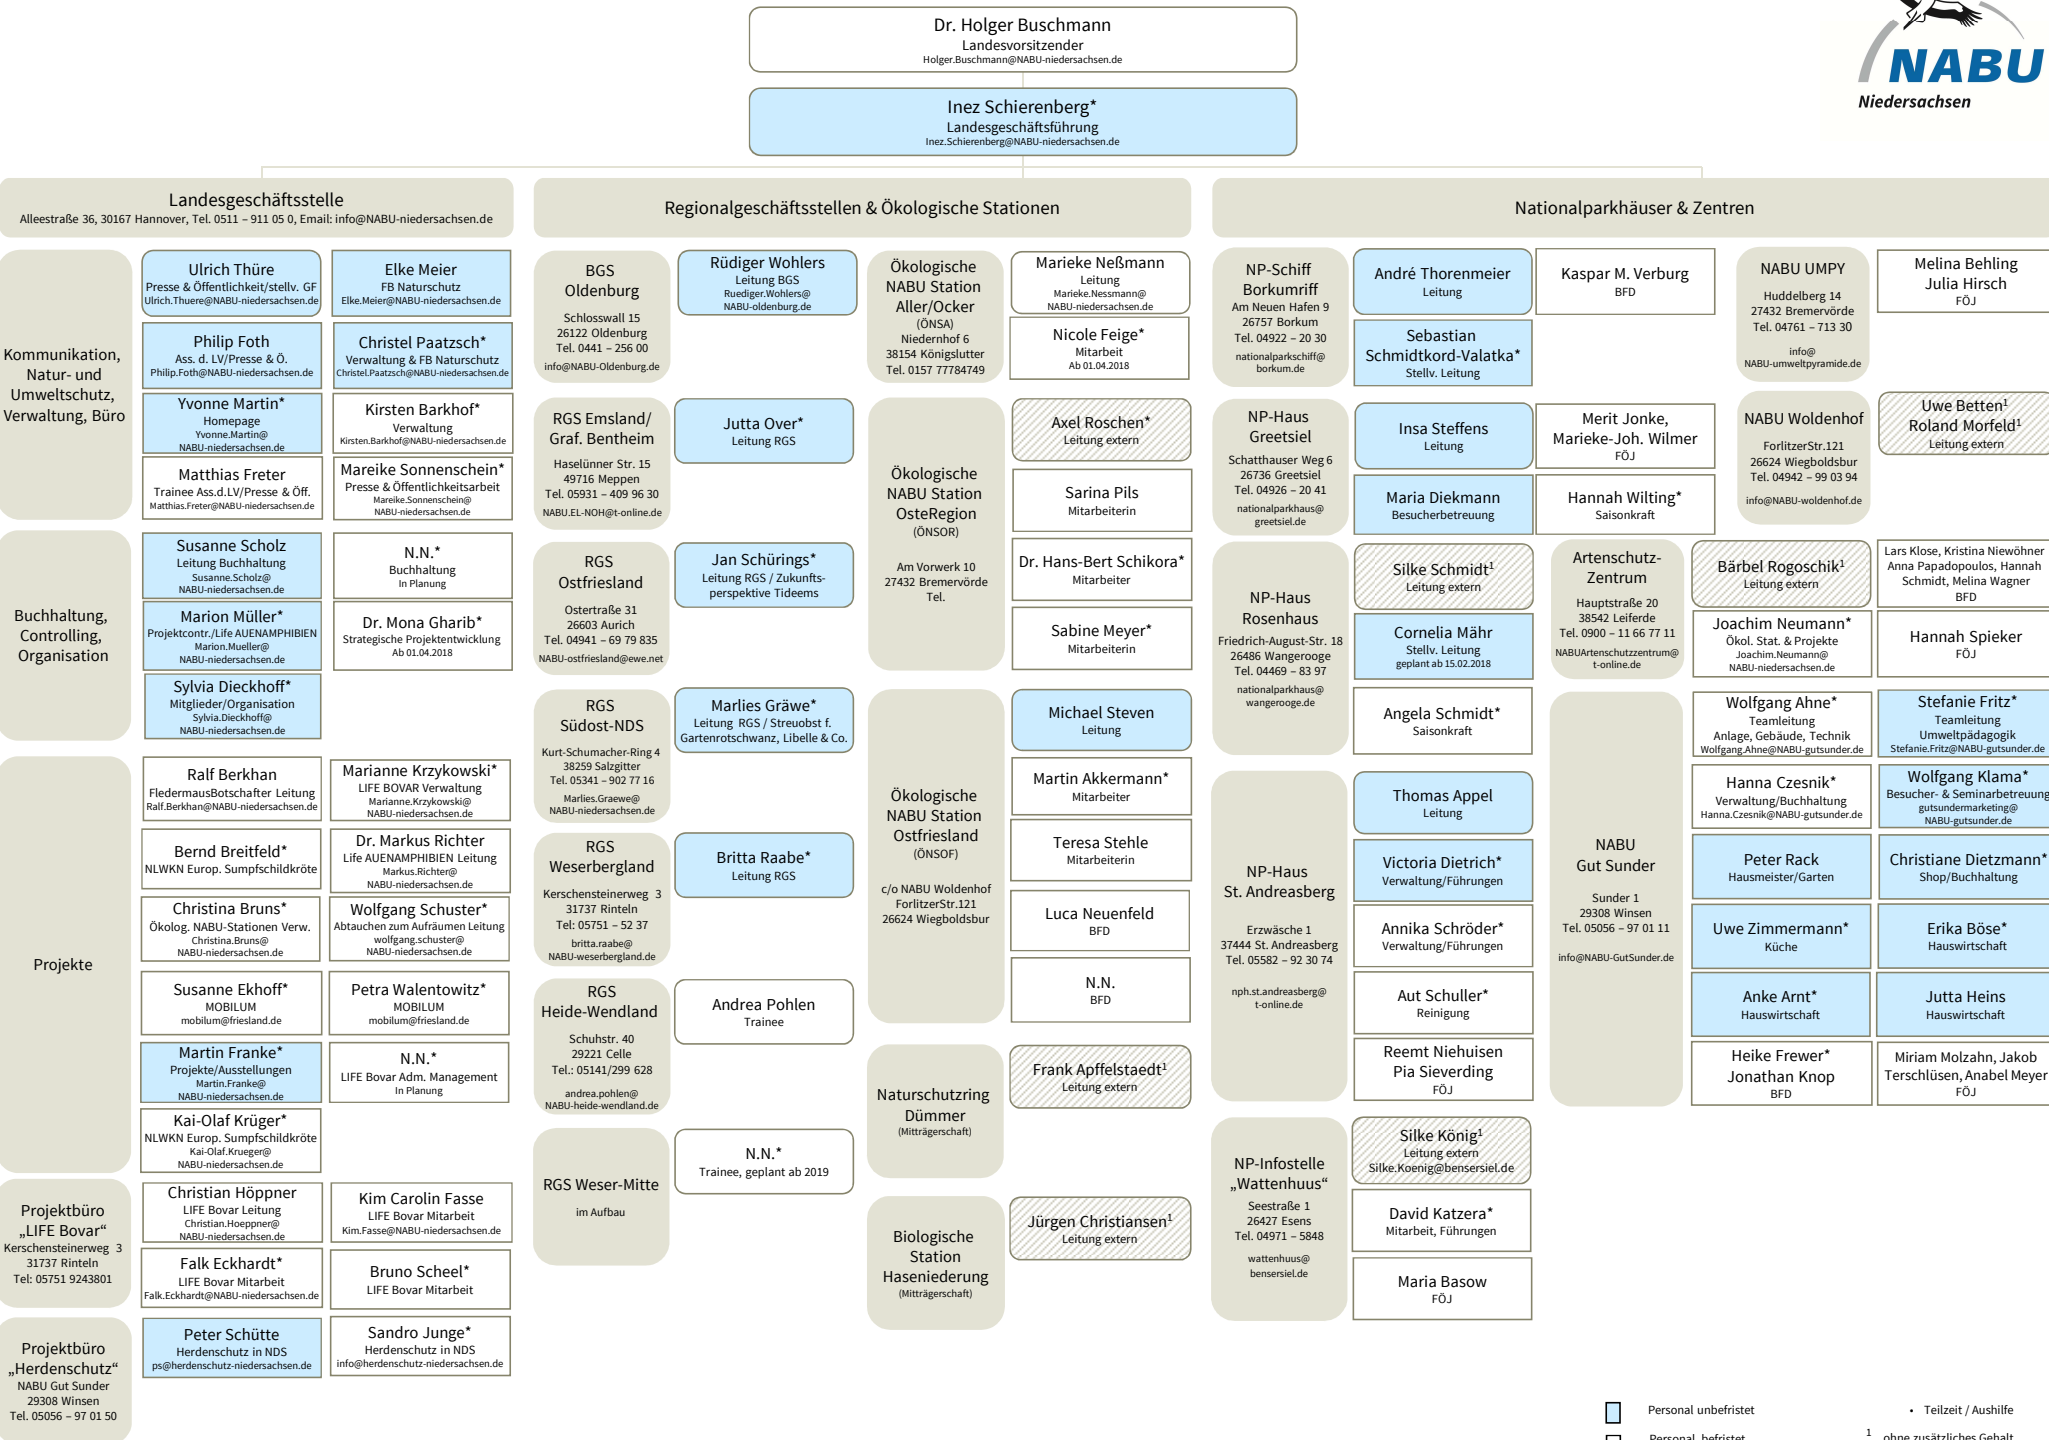 Dr. Holger Buschmann
Landesvorsitzender
Holger.Buschmann@NABU-niedersachsen.de
NABU
Niedersachsen
Inez Schierenberg*
Landesgeschäftsführung
Inez.Schierenberg@NABU-niedersachsen.de
Landesgeschäftsstelle
Alleestraße 36, 30167 Hannover, Tel. 0511 – 911 05 0, Email: info@NABU-niedersachsen.de
Kommunikation,
Natur- und
Umweltschutz,
Verwaltung, Büro
Ulrich Thüre
Presse & Öffentlichkeit/stellv. GF
Ulrich.Thuere@NABU-niedersachsen.de
Elke Meier
FB Naturschutz
Elke.Meier@NABU-niedersachsen.de
Philip Foth
Ass. d. LV/Presse & Ö.
Philip.Foth@NABU-niedersachsen.de
Christel Paatzsch*
Verwaltung & FB Naturschutz
Christel.Paatzsch@NABU-niedersachsen.de
Yvonne Martin*
Homepage
Yvonne.Martin@
NABU-niedersachsen.de
Kirsten Barkhof*
Verwaltung
Kirsten.Barkhof@NABU-niedersachsen.de
Matthias Freter
Trainee Ass.d.LV/Presse & Öff.
Matthias.Freter@NABU-niedersachsen.de
Mareike Sonnenschein*
Presse & Öffentlichkeitsarbeit
Mareike.Sonnenschein@
NABU-niedersachsen.de
Buchhaltung,
Controlling,
Organisation
Susanne Scholz
Leitung Buchhaltung
Susanne.Scholz@
NABU-niedersachsen.de
N.N.*
Buchhaltung
In Planung
Marion Müller*
Projektcontr./Life AUENAMPHIBIEN
Marion.Mueller@
NABU-niedersachsen.de
Dr. Mona Gharib*
Strategische Projektentwicklung
Ab 01.04.2018
Sylvia Dieckhoff*
Mitglieder/Organisation
Sylvia.Dieckhoff@
NABU-niedersachsen.de
Projekte
Ralf Berkhan
FledermausBotschafter Leitung
Ralf.Berkhan@NABU-niedersachsen.de
Marianne Krzykowski*
LIFE BOVAR Verwaltung
Marianne.Krzykowski@
NABU-niedersachsen.de
Bernd Breitfeld*
NLWKN Europ. Sumpfschildkröte
Dr. Markus Richter
Life AUENAMPHIBIEN Leitung
Markus.Richter@
NABU-niedersachsen.de
Christina Bruns*
Ökolog. NABU-Stationen Verw.
Christina.Bruns@
NABU-niedersachsen.de
Wolfgang Schuster*
Abtauchen zum Aufräumen Leitung
wolfgang.schuster@
NABU-niedersachsen.de
Susanne Ekhoff*
MOBILUM
mobilum@friesland.de
Petra Walentowitz*
MOBILUM
mobilum@friesland.de
Martin Franke*
Projekte/Ausstellungen
Martin.Franke@
NABU-niedersachsen.de
N.N.*
LIFE Bovar Adm. Management
In Planung
Kai-Olaf Krüger*
NLWKN Europ. Sumpfschildkröte
Kai-Olaf.Krueger@
NABU-niedersachsen.de
Projektbüro
„LIFE Bovar“
Kerschensteinerweg 3
31737 Rinteln
Tel: 05751 9243801
Christian Höppner
LIFE Bovar Leitung
Christian.Hoeppner@
NABU-niedersachsen.de
Kim Carolin Fasse
LIFE Bovar Mitarbeit
Kim.Fasse@NABU-niedersachsen.de
Falk Eckhardt*
LIFE Bovar Mitarbeit
Falk.Eckhardt@NABU-niedersachsen.de
Bruno Scheel*
LIFE Bovar Mitarbeit
Projektbüro
„Herdenschutz“
NABU Gut Sunder
29308 Winsen
Tel. 05056 – 97 01 50
Peter Schütte
Herdenschutz in NDS
ps@herdenschutz-niedersachsen.de
Sandro Junge*
Herdenschutz in NDS
info@herdenschutz-niedersachsen.de
Regionalgeschäftsstellen & Ökologische Stationen
BGS
Oldenburg
Schlosswall 15
26122 Oldenburg
Tel. 0441 – 256 00
info@NABU-Oldenburg.de
Rüdiger Wohlers
Leitung BGS
Ruediger.Wohlers@
NABU-oldenburg.de
RGS Emsland/
Graf. Bentheim
Haselünner Str. 15
49716 Meppen
Tel. 05931 – 409 96 30
NABU.EL-NOH@t-online.de
Jutta Over*
Leitung RGS
RGS
Ostfriesland
Ostertraße 31
26603 Aurich
Tel. 04941 – 69 79 835
NABU-ostfriesland@ewe.net
Jan Schürings*
Leitung RGS / Zukunfts-
perspektive Tideems
RGS
Südost-NDS
Kurt-Schumacher-Ring 4
38259 Salzgitter
Tel. 05341 – 902 77 16
Marlies.Graewe@
NABU-niedersachsen.de
Marlies Gräwe*
Leitung RGS / Streuobst f.
Gartenrotschwanz, Libelle & Co.
RGS
Weserbergland
Kerschensteinerweg 3
31737 Rinteln
Tel: 05751 – 52 37
britta.raabe@
NABU-weserbergland.de
Britta Raabe*
Leitung RGS
RGS
Heide-Wendland
Schuhstr. 40
29221 Celle
Tel.: 05141/299 628
andrea.pohlen@
NABU-heide-wendland.de
Andrea Pohlen
Trainee
RGS Weser-Mitte
im Aufbau
N.N.*
Trainee, geplant ab 2019
Ökologische
NABU Station
Aller/Ocker
(ÖNSA)
Niedernhof 6
38154 Königslutter
Tel. 0157 77784749
Marieke Neßmann
Leitung
Marieke.Nessmann@
NABU-niedersachsen.de
Nicole Feige*
Mitarbeit
Ab 01.04.2018
Ökologische
NABU Station
OsteRegion
(ÖNSOR)
Am Vorwerk 10
27432 Bremervörde
Tel.
Axel Roschen*
Leitung extern
Sarina Pils
Mitarbeiterin
Dr. Hans-Bert Schikora*
Mitarbeiter
Sabine Meyer*
Mitarbeiterin
Ökologische
NABU Station
Ostfriesland
(ÖNSOF)
c/o NABU Woldenhof
ForlitzerStr.121
26624 Wiegboldsbur
Michael Steven
Leitung
Martin Akkermann*
Mitarbeiter
Teresa Stehle
Mitarbeiterin
Luca Neuenfeld
BFD
N.N.
BFD
Naturschutzring
Dümmer
(Mitträgerschaft)
Frank Apffelstaedt¹
Leitung extern
Biologische
Station
Haseniederung
(Mitträgerschaft)
Jürgen Christiansen¹
Leitung extern
Nationalparkhäuser & Zentren
NP-Schiff
Borkumriff
Am Neuen Hafen 9
26757 Borkum
Tel. 04922 – 20 30
nationalparkschiff@
borkum.de
André Thorenmeier
Leitung
Kaspar M. Verburg
BFD
Sebastian
Schmidtkord-Valatka*
Stellv. Leitung
NP-Haus
Greetsiel
Schatthauser Weg 6
26736 Greetsiel
Tel. 04926 – 20 41
nationalparkhaus@
greetsiel.de
Insa Steffens
Leitung
Merit Jonke,
Marieke-Joh. Wilmer
FÖJ
Maria Diekmann
Besucherbetreuung
Hannah Wilting*
Saisonkraft
NP-Haus
Rosenhaus
Friedrich-August-Str. 18
26486 Wangerooge
Tel. 04469 – 83 97
nationalparkhaus@
wangerooge.de
Silke Schmidt¹
Leitung extern
Cornelia Mähr
Stellv. Leitung
geplant ab 15.02.2018
Angela Schmidt*
Saisonkraft
NP-Haus
St. Andreasberg
Erzwäsche 1
37444 St. Andreasberg
Tel. 05582 – 92 30 74
nph.st.andreasberg@
t-online.de
Thomas Appel
Leitung
Victoria Dietrich*
Verwaltung/Führungen
Annika Schröder*
Verwaltung/Führungen
Aut Schuller*
Reinigung
Reemt Niehuisen
Pia Sieverding
FÖJ
NP-Infostelle
„Wattenhuus“
Seestraße 1
26427 Esens
Tel. 04971 – 5848
wattenhuus@
bensersiel.de
Silke König¹
Leitung extern
Silke.Koenig@bensersiel.de
David Katzera*
Mitarbeit, Führungen
Maria Basow
FÖJ
NABU UMPY
Huddelberg 14
27432 Bremervörde
Tel. 04761 – 713 30
info@
NABU-umweltpyramide.de
Melina Behling
Julia Hirsch
FÖJ
NABU Woldenhof
ForlitzerStr.121
26624 Wiegboldsbur
Tel. 04942 – 99 03 94
info@NABU-woldenhof.de
Uwe Betten¹
Roland Morfeld¹
Leitung extern
Artenschutz-
Zentrum
Hauptstraße 20
38542 Leiferde
Tel. 0900 – 11 66 77 11
NABUArtenschutzzentrum@
t-online.de
Bärbel Rogoschik¹
Leitung extern
Lars Klose, Kristina Niewöhner
Anna Papadopoulos, Hannah
Schmidt, Melina Wagner
BFD
Joachim Neumann*
Ökol. Stat. & Projekte
Joachim.Neumann@
NABU-niedersachsen.de
Hannah Spieker
FÖJ
NABU
Gut Sunder
Sunder 1
29308 Winsen
Tel. 05056 – 97 01 11
info@NABU-GutSunder.de
Wolfgang Ahne*
Teamleitung
Anlage, Gebäude, Technik
Wolfgang.Ahne@NABU-gutsunder.de
Stefanie Fritz*
Teamleitung
Umweltpädagogik
Stefanie.Fritz@NABU-gutsunder.de
Hanna Czesnik*
Verwaltung/Buchhaltung
Hanna.Czesnik@NABU-gutsunder.de
Wolfgang Klama*
Besucher- & Seminarbetreuung
gutsundermarketing@
NABU-gutsunder.de
Peter Rack
Hausmeister/Garten
Christiane Dietzmann*
Shop/Buchhaltung
Uwe Zimmermann*
Küche
Erika Böse*
Hauswirtschaft
Anke Arnt*
Hauswirtschaft
Jutta Heins
Hauswirtschaft
Heike Frewer*
Jonathan Knop
BFD
Miriam Molzahn, Jakob
Terschlüsen, Anabel Meyer
FÖJ
Personal unbefristet
• Teilzeit / Aushilfe
Personal befristet
¹ ohne zusätzliches Gehalt